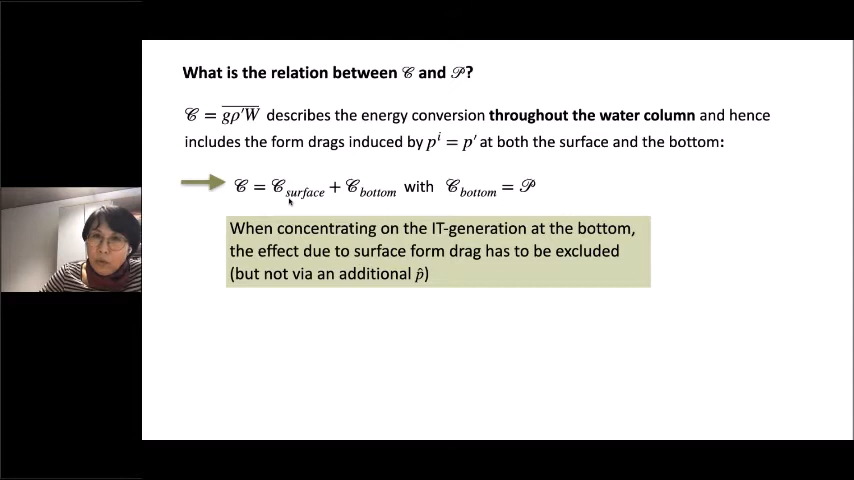 What is the relation between 𝒞 and 𝒫?
𝒞 = \overline{gρ′W} describes the energy conversion throughout the water column and hence
includes the form drags induced by pⁱ = p′ at both the surface and the bottom:
𝒞 = 𝒞_surface + 𝒞_bottom with 𝒞_bottom = 𝒫
When concentrating on the IT-generation at the bottom,
the effect due to surface form drag has to be excluded
(but not via an additional p̂)